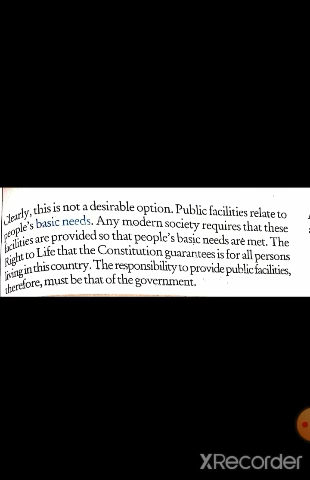 Clearly, this is not a desirable option. Public facilities relate to
people's basic needs. Any modern society requires that these
facilities are provided so that people's basic needs are met. The
Right to Life that the Constitution guarantees is for all persons
living in this country. The responsibility to provide public facilities,
therefore, must be that of the government.
XRecorder